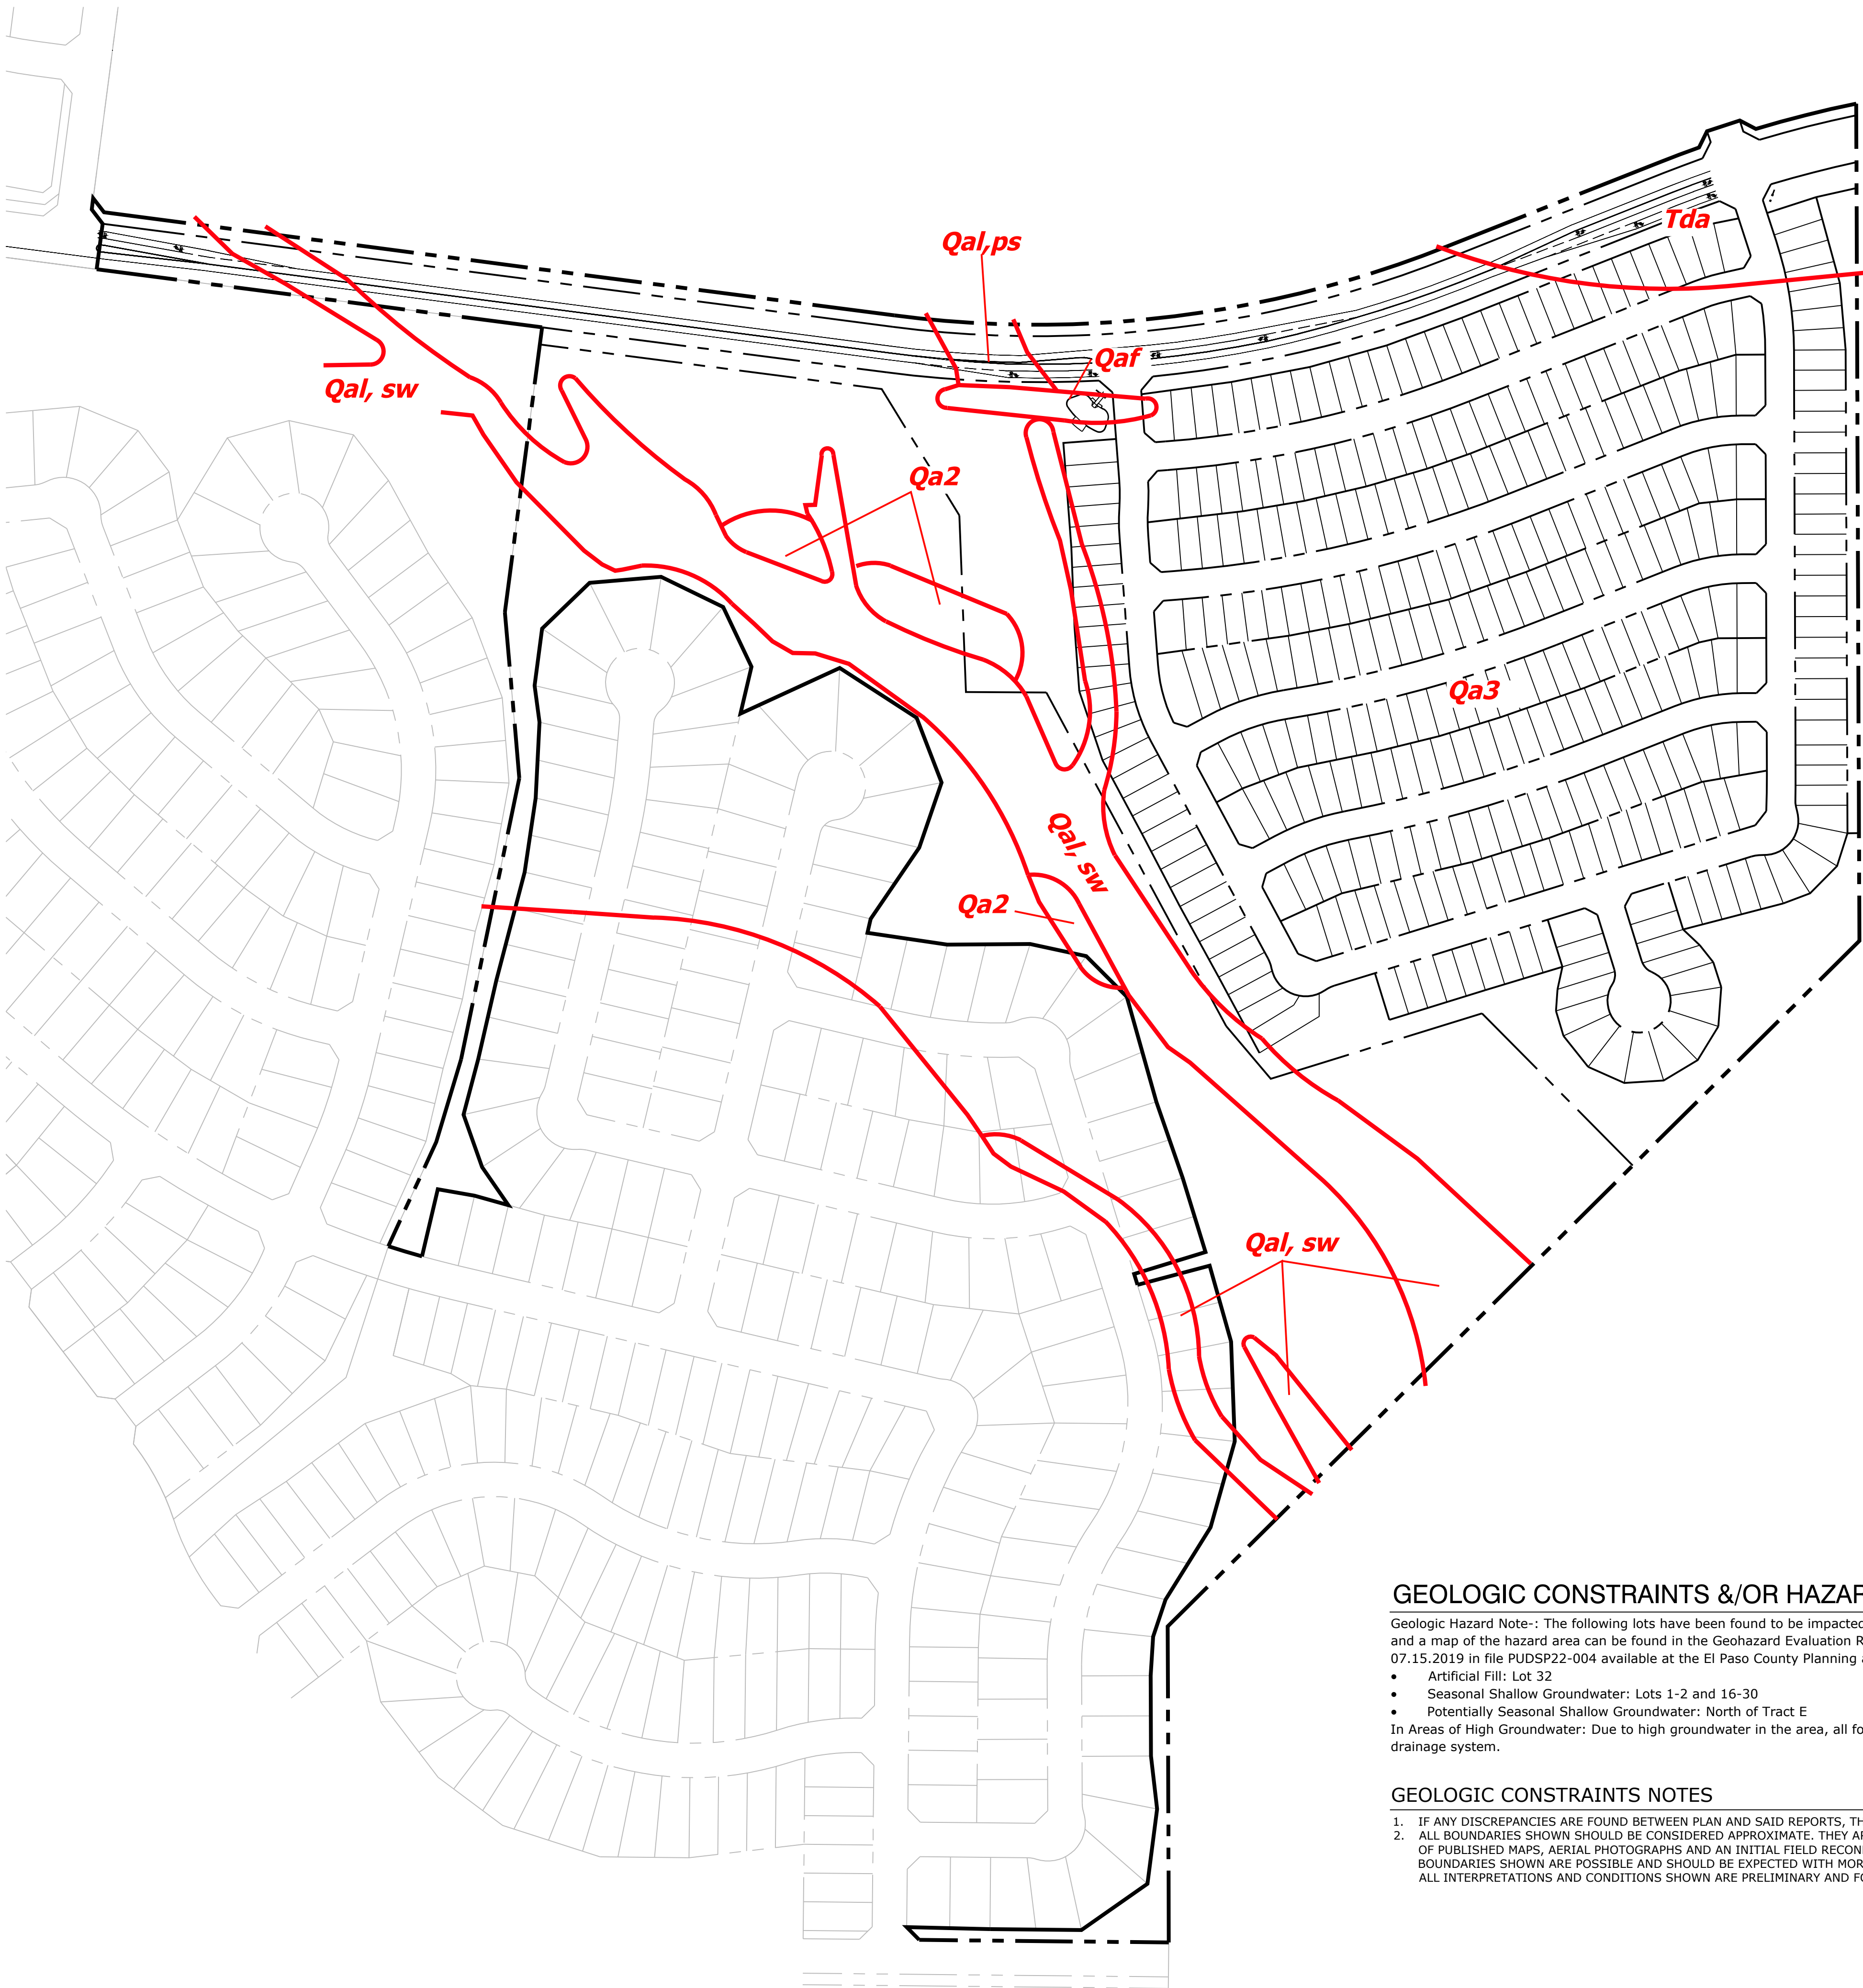 Tda
Qal,ps
Qaf
Qal, sw
Qa2
Qa3
Qal, sw
Qa2
Qal, sw
GEOLOGIC CONSTRAINTS &/OR HAZAR
Geologic Hazard Note-: The following lots have been found to be impacted
and a map of the hazard area can be found in the Geohazard Evaluation R
07.15.2019 in file PUDSP22-004 available at the El Paso County Planning a
• Artificial Fill: Lot 32
• Seasonal Shallow Groundwater: Lots 1-2 and 16-30
• Potentially Seasonal Shallow Groundwater: North of Tract E
In Areas of High Groundwater: Due to high groundwater in the area, all fo
drainage system.
GEOLOGIC CONSTRAINTS NOTES
1. IF ANY DISCREPANCIES ARE FOUND BETWEEN PLAN AND SAID REPORTS, TH
2. ALL BOUNDARIES SHOWN SHOULD BE CONSIDERED APPROXIMATE. THEY AR
OF PUBLISHED MAPS, AERIAL PHOTOGRAPHS AND AN INITIAL FIELD RECON
BOUNDARIES SHOWN ARE POSSIBLE AND SHOULD BE EXPECTED WITH MOR
ALL INTERPRETATIONS AND CONDITIONS SHOWN ARE PRELIMINARY AND FO